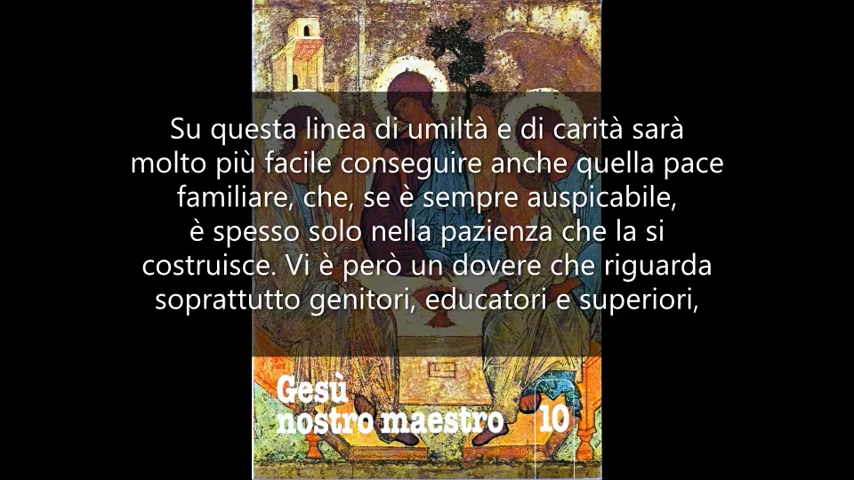 Su questa linea di umiltà e di carità sarà
molto più facile conseguire anche quella pace
familiare, che, se è sempre auspicabile,
è spesso solo nella pazienza che la si
costruisce. Vi è però un dovere che riguarda
soprattutto genitori, educatori e superiori,
Gesù
nostro maestro 10